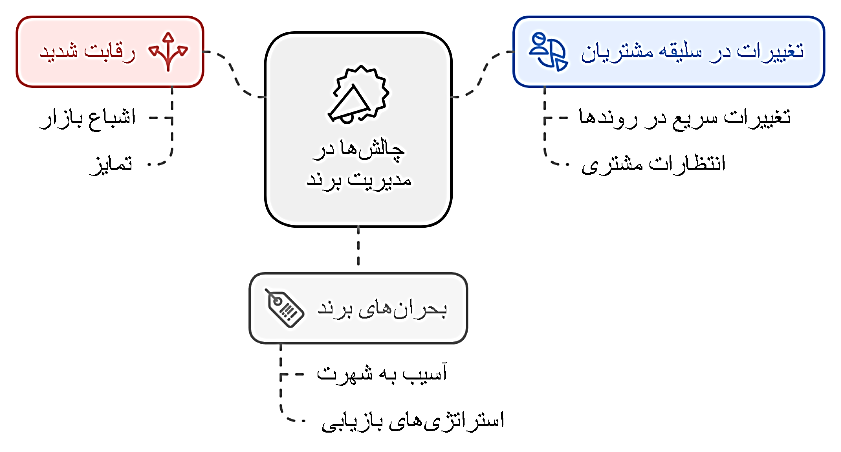 چالش‌ها در
مدیریت برند
تغییرات در سلیقه مشتریان
تغییرات سریع در روندها
انتظارات مشتری
رقابت شدید
اشباع بازار
تمایز
بحران‌های برند
آسیب به شهرت
استراتژی‌های بازیابی